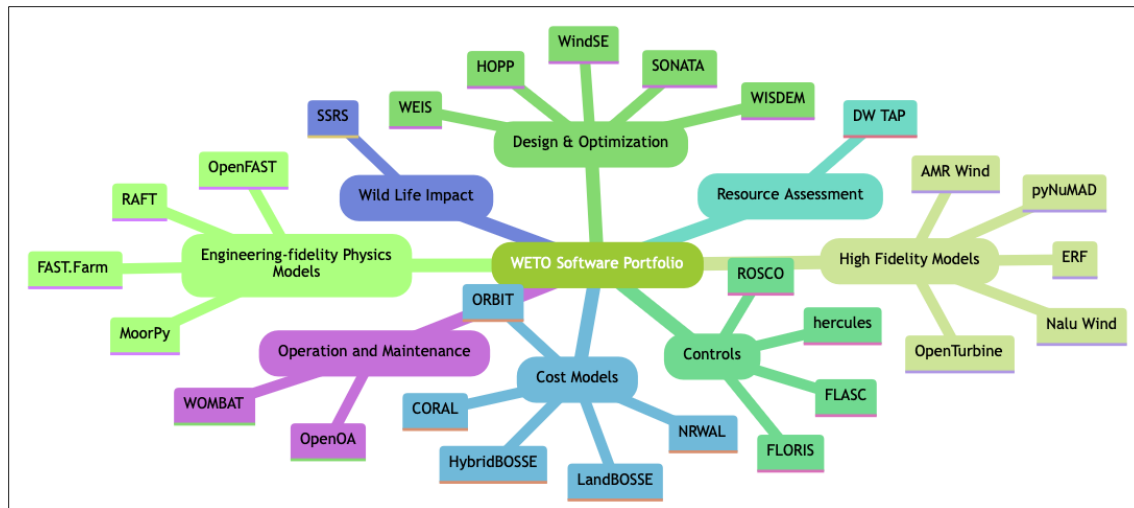 WindSE
HOPP
SONATA
WEIS
WISDEM
SSRS
DW TAP
Design & Optimization
OpenFAST
AMR Wind
RAFT
Wild Life Impact
Resource Assessment
pyNuMAD
Engineering-fidelity Physics
Models
WETO Software Portfolio
High Fidelity Models
FAST.Farm
ERF
ROSCO
ORBIT
MoorPy
hercules
Nalu Wind
Operation and Maintenance
Controls
OpenTurbine
Cost Models
WOMBAT
CORAL
FLASC
OpenOA
NRWAL
HybridBOSSE
FLORIS
LandBOSSE